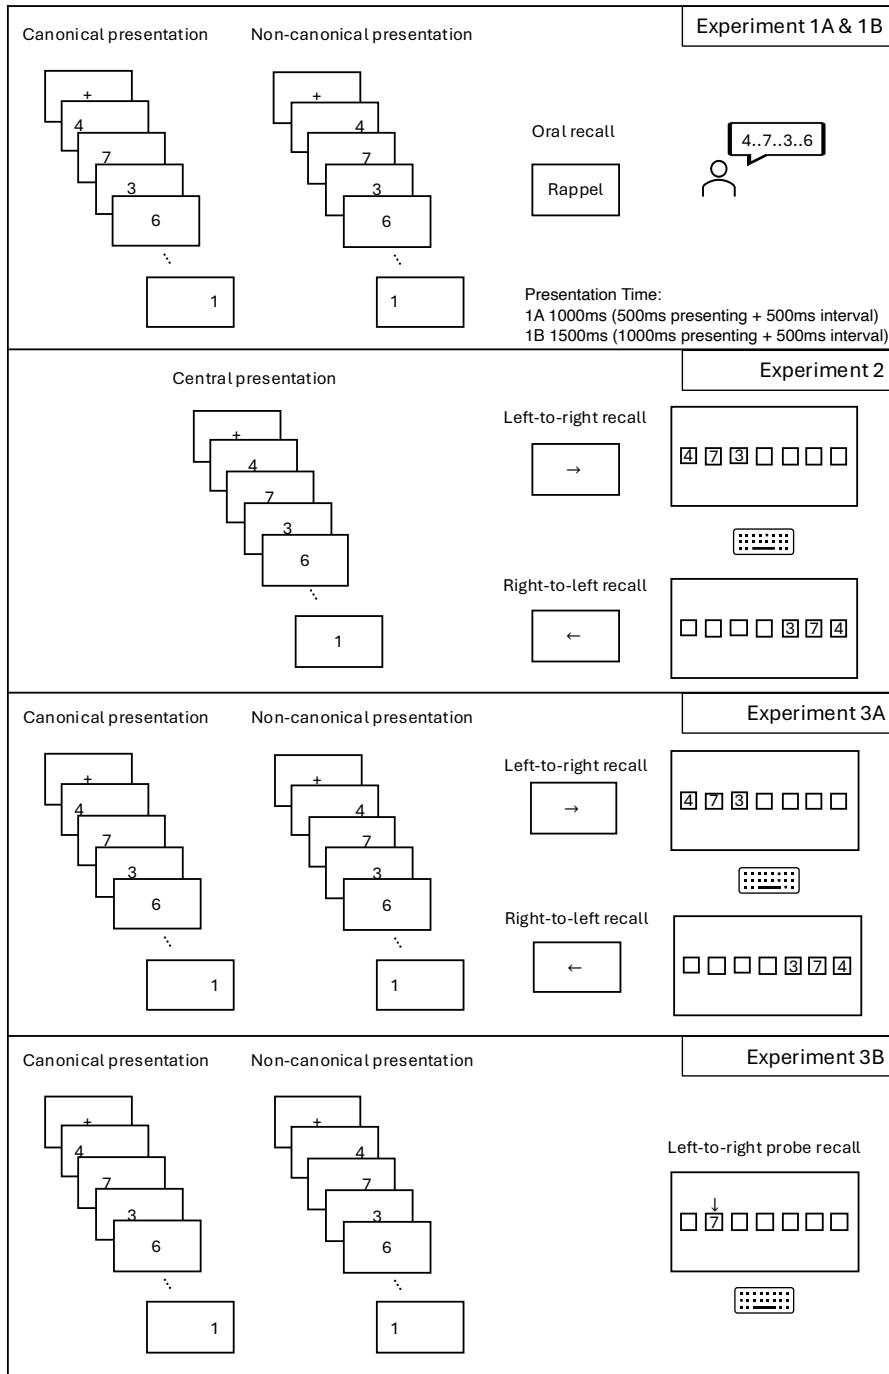 Experiment 1A & 1B
Canonical presentation
Non-canonical presentation
+
4
7
3
6
⋱
1
+
4
7
3
6
⋱
1
Oral recall
Rappel
4..7..3..6
Presentation Time:
1A 1000ms (500ms presenting + 500ms interval)
1B 1500ms (1000ms presenting + 500ms interval)
Experiment 2
Central presentation
+
4
7
3
6
⋱
1
Left-to-right recall
→
4 7 3
Right-to-left recall
←
3 7 4
Experiment 3A
Canonical presentation
Non-canonical presentation
+
4
7
3
6
⋱
1
+
4
7
3
6
⋱
1
Left-to-right recall
→
4 7 3
Right-to-left recall
←
3 7 4
Experiment 3B
Canonical presentation
Non-canonical presentation
+
4
7
3
6
⋱
1
+
4
7
3
6
⋱
1
Left-to-right probe recall
↓
7